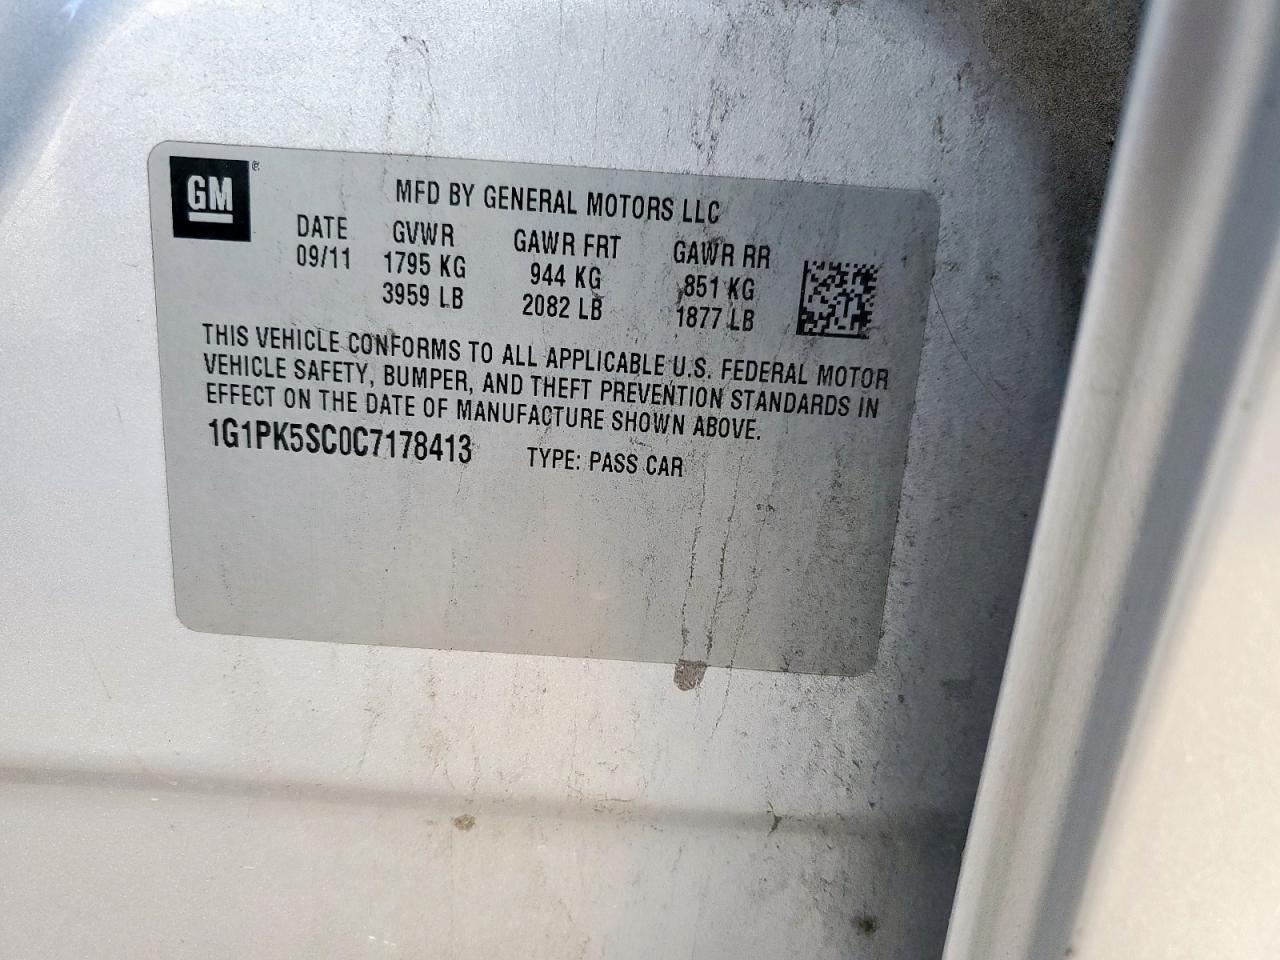 GM®
MFD BY GENERAL MOTORS LLC
DATE GVWR GAWR FRT GAWR RR
09/11 1795 KG 944 KG 851 KG
3959 LB 2082 LB 1877 LB
THIS VEHICLE CONFORMS TO ALL APPLICABLE U.S. FEDERAL MOTOR
VEHICLE SAFETY, BUMPER, AND THEFT PREVENTION STANDARDS IN
EFFECT ON THE DATE OF MANUFACTURE SHOWN ABOVE.
1G1PK5SC0C7178413 TYPE: PASS CAR